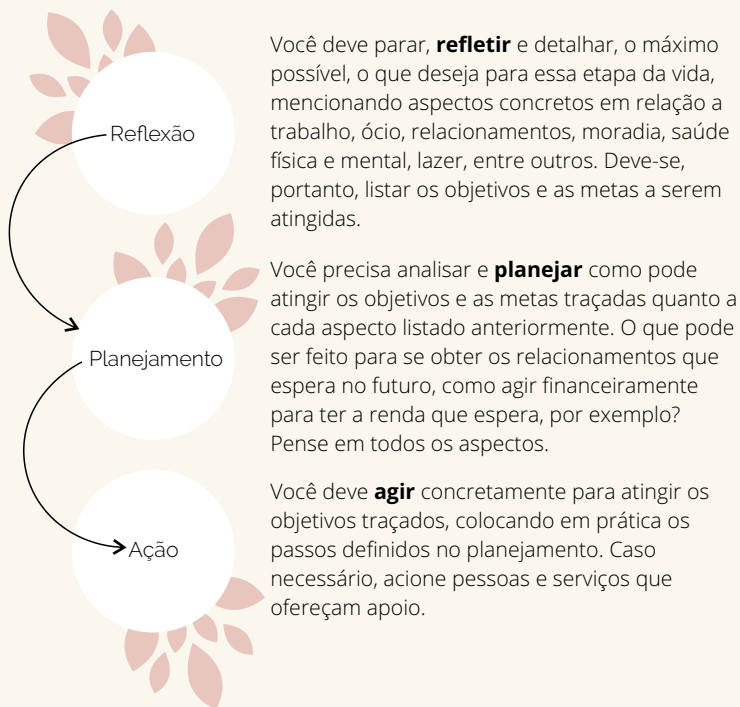 Reflexão
Você deve parar, refletir e detalhar, o máximo
possível, o que deseja para essa etapa da vida,
mencionando aspectos concretos em relação a
trabalho, ócio, relacionamentos, moradia, saúde
física e mental, lazer, entre outros. Deve-se,
portanto, listar os objetivos e as metas a serem
atingidas.
Planejamento
Você precisa analisar e planejar como pode
atingir os objetivos e as metas traçadas quanto a
cada aspecto listado anteriormente. O que pode
ser feito para se obter os relacionamentos que
espera no futuro, como agir financeiramente
para ter a renda que espera, por exemplo?
Pense em todos os aspectos.
Ação
Você deve agir concretamente para atingir os
objetivos traçados, colocando em prática os
passos definidos no planejamento. Caso
necessário, acione pessoas e serviços que
ofereçam apoio.